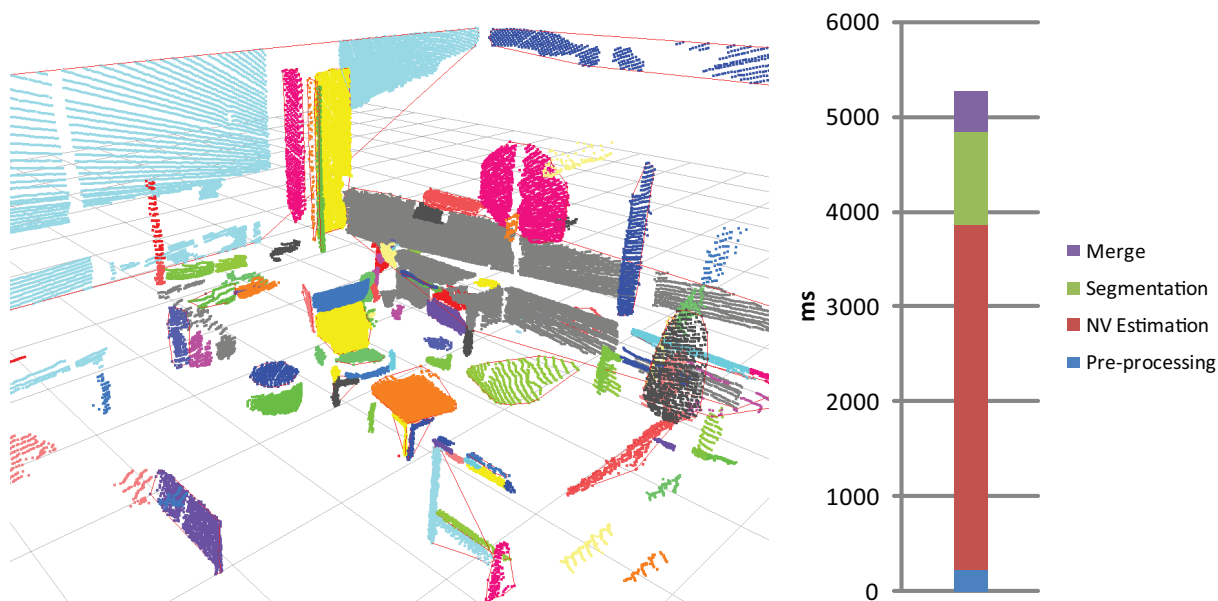 6000
5000
4000
3000
2000
1000
0
ms
Merge
Segmentation
NV Estimation
Pre-processing